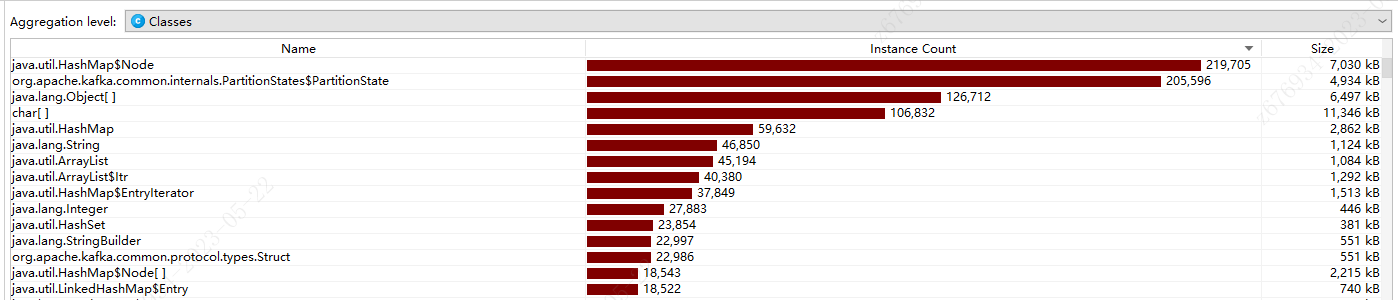 Aggregation level: C Classes
Name Instance Count Size
java.util.HashMap$Node 219,705 7,030 kB
org.apache.kafka.common.internals.PartitionStates$PartitionState 205,596 4,934 kB
java.lang.Object[ ] 126,712 6,497 kB
char[ ] 106,832 11,346 kB
java.util.HashMap 59,632 2,862 kB
java.lang.String 46,850 1,124 kB
java.util.ArrayList 45,194 1,084 kB
java.util.ArrayList$Itr 40,380 1,292 kB
java.util.HashMap$EntryIterator 37,849 1,513 kB
java.lang.Integer 27,883 446 kB
java.util.HashSet 23,854 381 kB
java.lang.StringBuilder 22,997 551 kB
org.apache.kafka.common.protocol.types.Struct 22,986 551 kB
java.util.HashMap$Node[ ] 18,543 2,215 kB
java.util.LinkedHashMap$Entry 18,522 740 kB